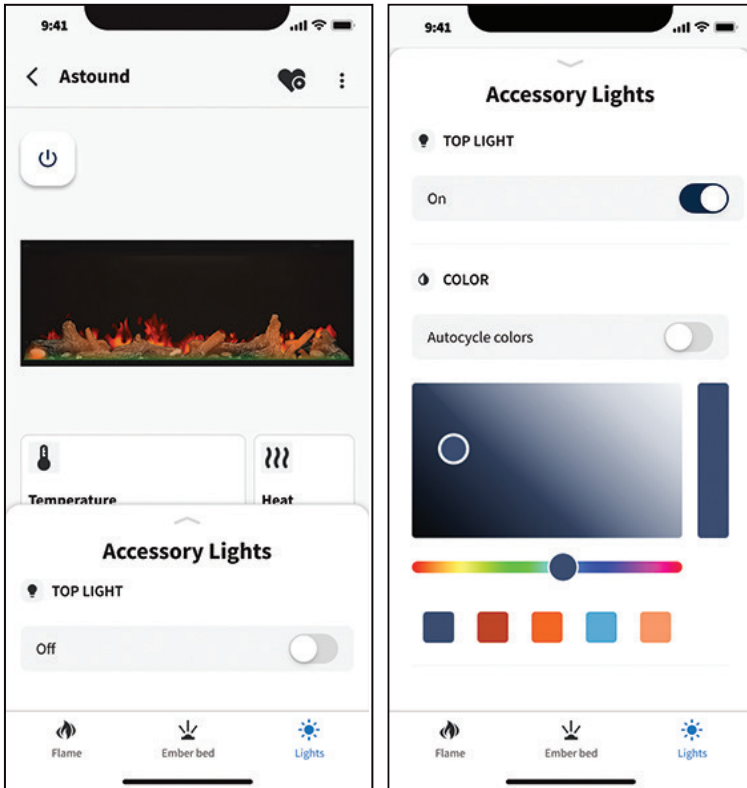 9:41
Astound
Temperature
Heat
Accessory Lights
TOP LIGHT
Off
Flame
Ember bed
Lights
9:41
Accessory Lights
TOP LIGHT
On
COLOR
Autocycle colors
Flame
Ember bed
Lights